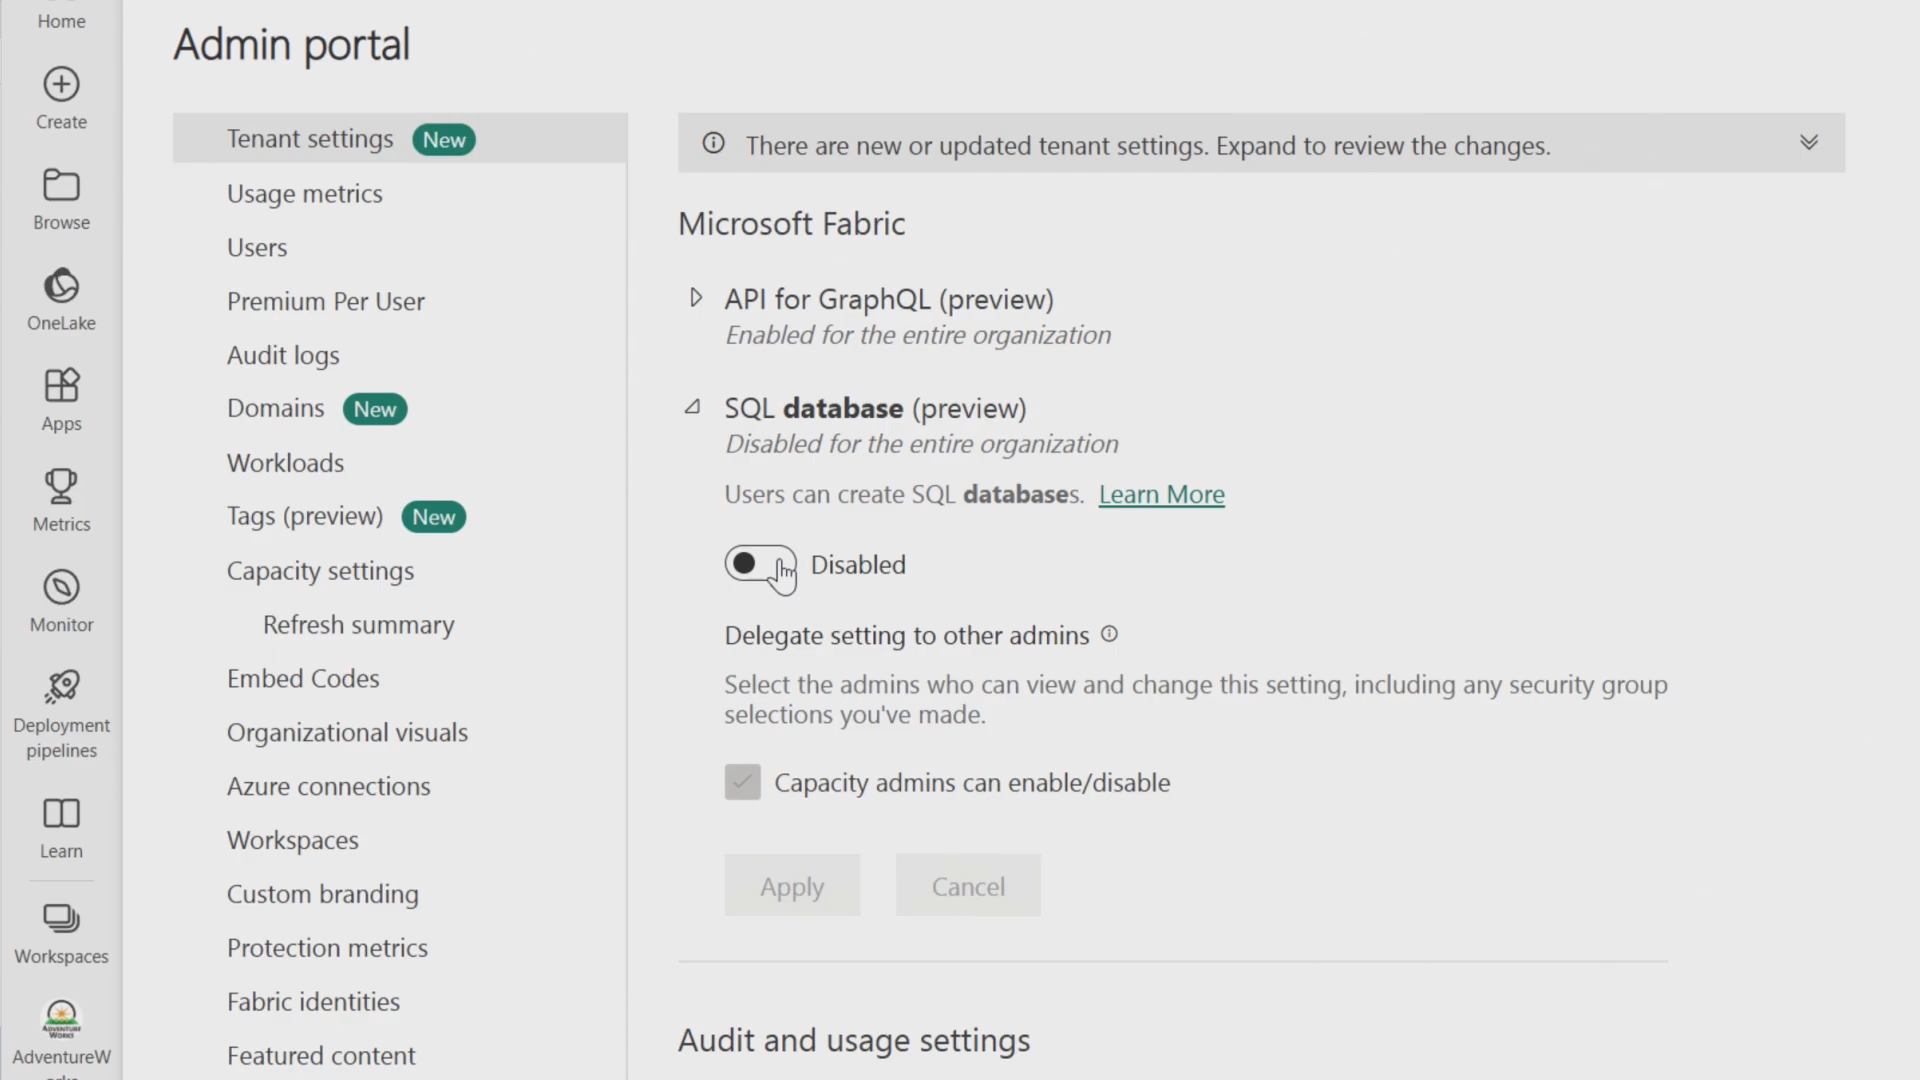 Home
Create
Browse
OneLake
Apps
Metrics
Monitor
Deployment
pipelines
Learn
Workspaces
ADVENTURE
WORKS
AdventureW
Admin portal
Tenant settings New
Usage metrics
Users
Premium Per User
Audit logs
Domains New
Workloads
Tags (preview) New
Capacity settings
Refresh summary
Embed Codes
Organizational visuals
Azure connections
Workspaces
Custom branding
Protection metrics
Fabric identities
Featured content
There are new or updated tenant settings. Expand to review the changes.
Microsoft Fabric
API for GraphQL (preview)
Enabled for the entire organization
SQL database (preview)
Disabled for the entire organization
Users can create SQL databases. Learn More
Disabled
Delegate setting to other admins
Select the admins who can view and change this setting, including any security group
selections you've made.
Capacity admins can enable/disable
Apply Cancel
Audit and usage settings